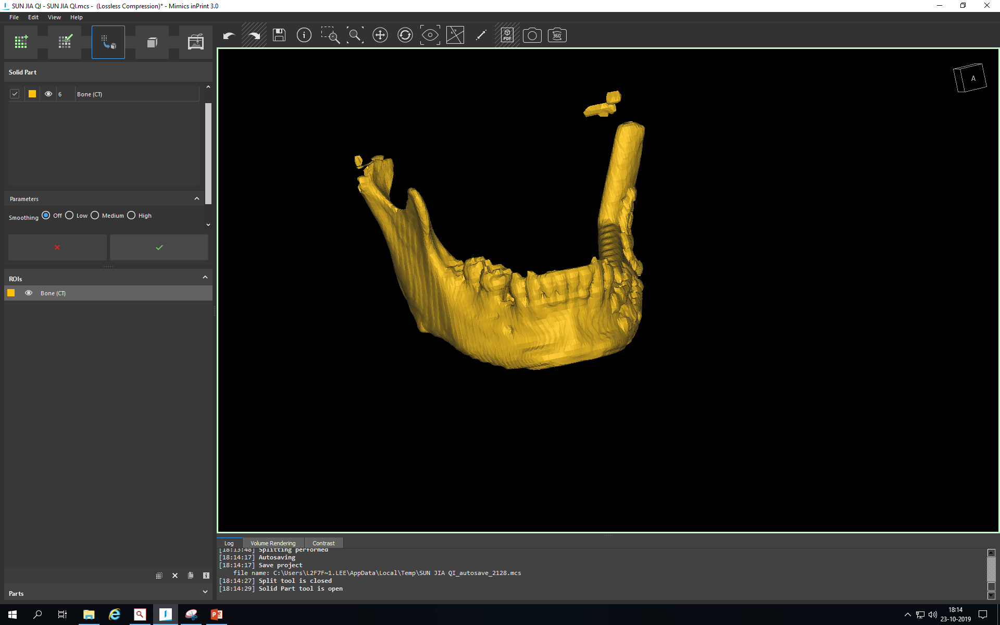 SUN JIA QI - SUN JIA QI.mcs - (Lossless Compression)* - Mimics inPrint 3.0
File Edit View Help
PDF
360°
Solid Part
6 Bone (CT)
A
Parameters
Smoothing Off Low Medium High
ROIs
Bone (CT)
Log Volume Rendering Contrast
[18:13:48] Splitting performed
[18:14:17] Autosaving
[18:14:17] Save project
file name: C:\Users\L2F7F~1.LEE\AppData\Local\Temp\SUN JIA QI_autosave_2128.mcs
[18:14:27] Split tool is closed
[18:14:29] Solid Part tool is open
Parts
18:14
23-10-2019